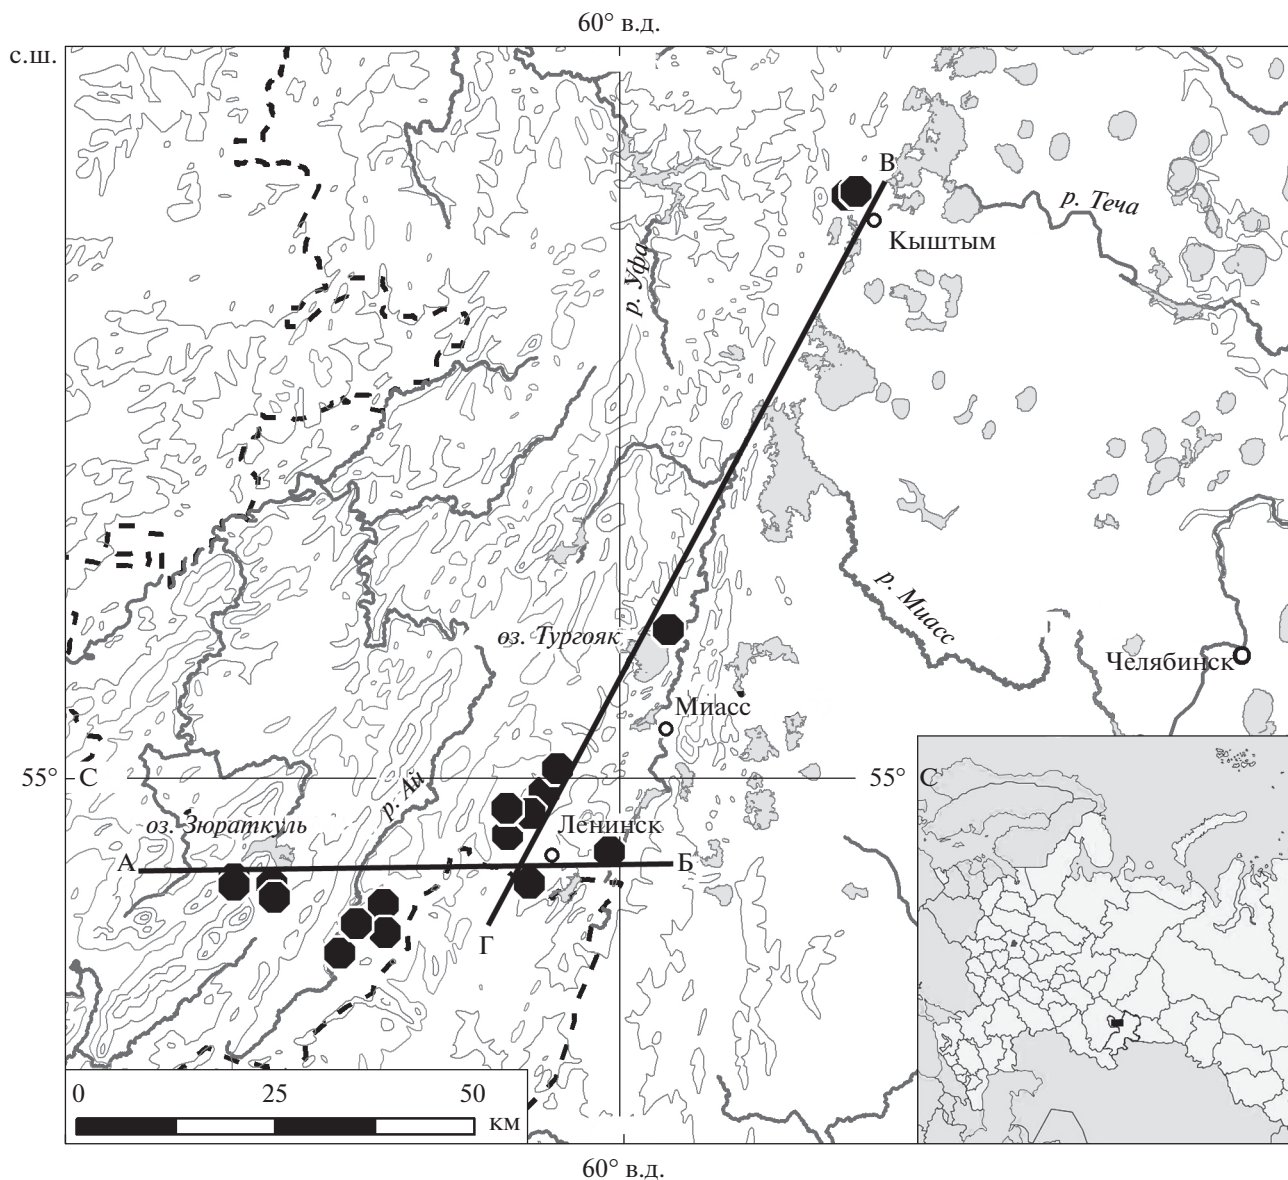 60° в.д.
с.ш.
В
р. Теча
Кыштым
р. Уфа
р. Миасс
оз. Тургояк
Челябинск
Миасс
55° С
55° С
р. Ай
оз. Зюраткуль
Ленинск
А
Б
Г
0 25 50
км
60° в.д.